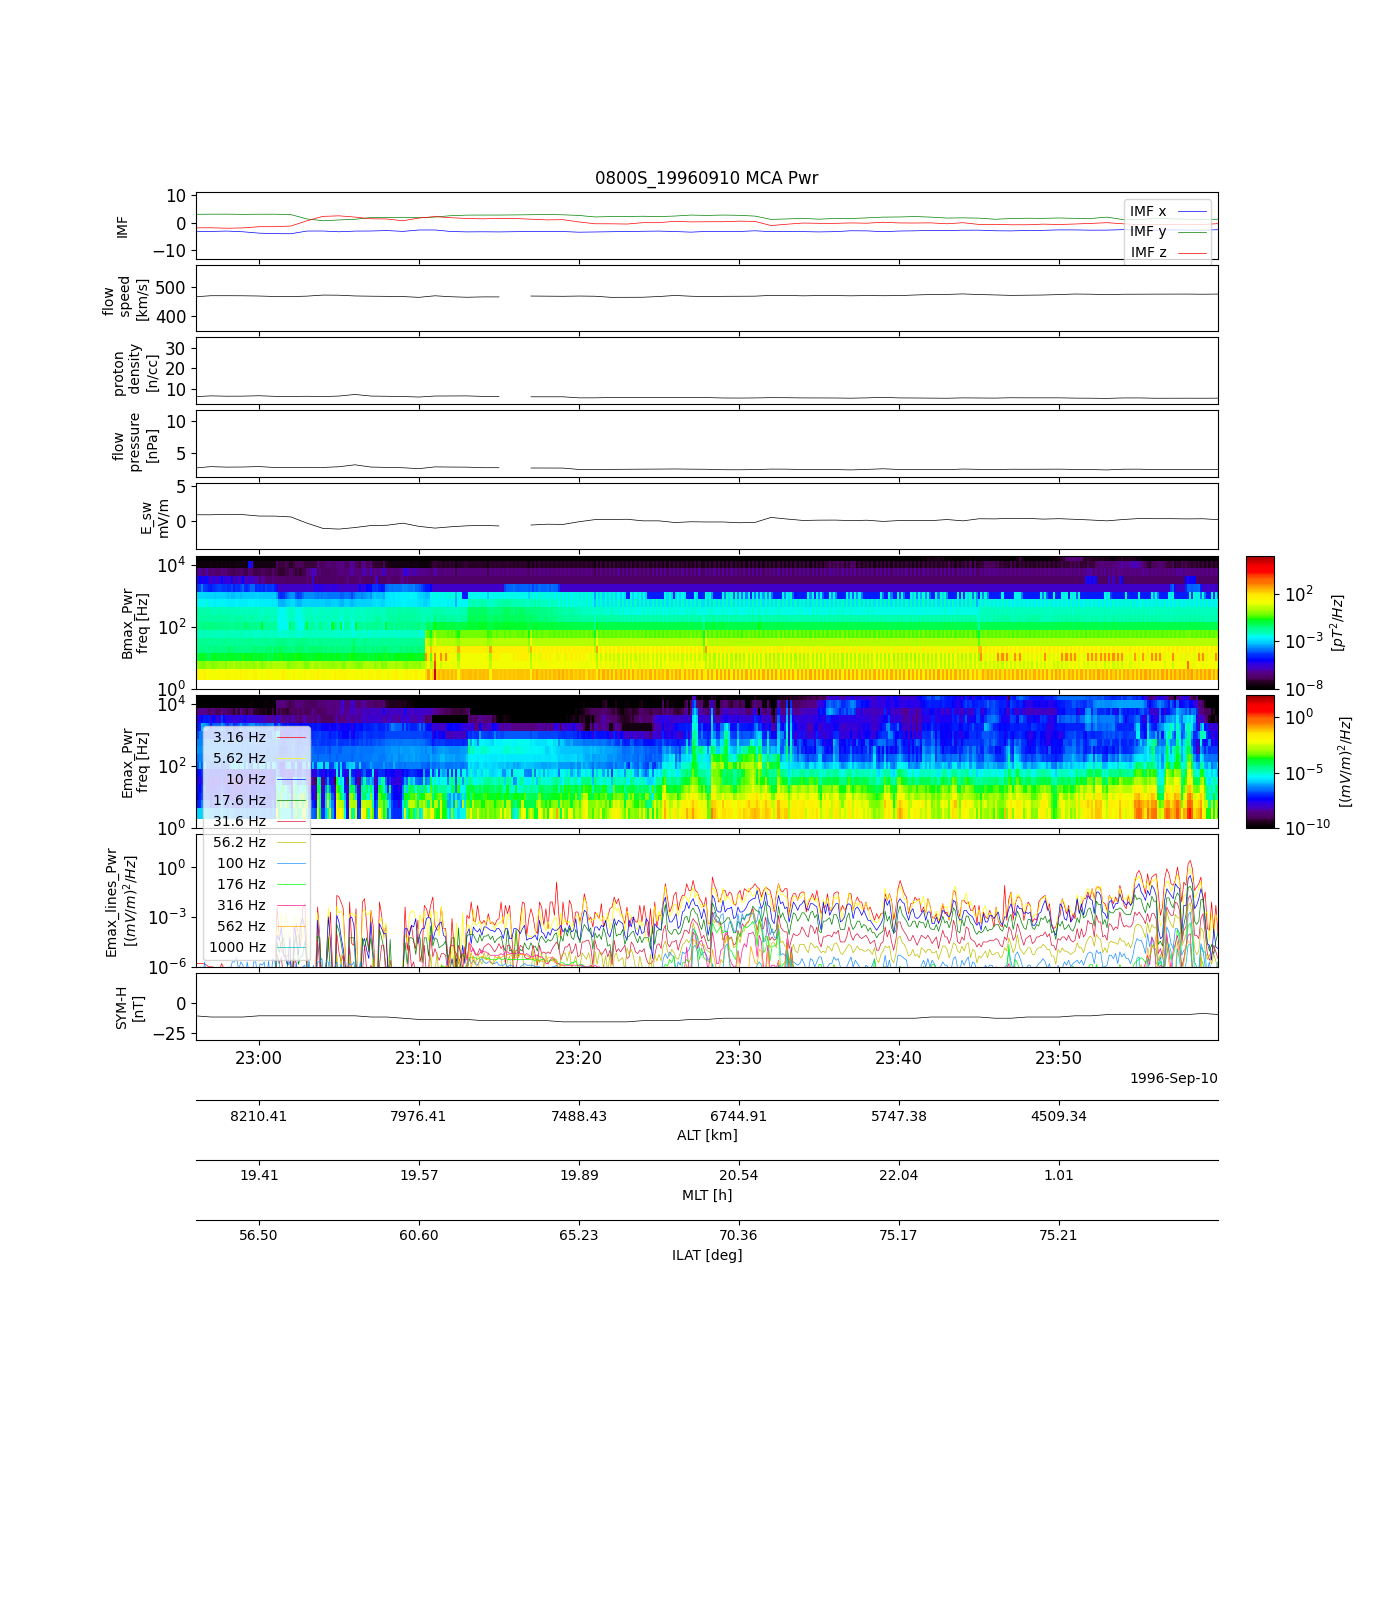 0800S_19960910 MCA Pwr
IMF
10
0
−10
IMF x
IMF y
IMF z
flow
speed
[km/s]
500
400
proton
density
[n/cc]
30
20
10
flow
pressure
[nPa]
10
5
E_sw
mV/m
5
0
Bmax_Pwr
freq [Hz]
10^4
10^2
10^0
10^2
10^−3
10^−8
[pT^2/Hz]
Emax_Pwr
freq [Hz]
10^4
10^2
10^0
10^0
10^−5
10^−10
[(mV/m)^2/Hz]
3.16 Hz
5.62 Hz
10 Hz
17.6 Hz
31.6 Hz
56.2 Hz
100 Hz
176 Hz
316 Hz
562 Hz
1000 Hz
Emax_lines_Pwr
[(mV/m)^2/Hz]
10^0
10^−3
10^−6
SYM-H
[nT]
0
−25
23:00 23:10 23:20 23:30 23:40 23:50
1996-Sep-10
8210.41 7976.41 7488.43 6744.91 5747.38 4509.34
ALT [km]
19.41 19.57 19.89 20.54 22.04 1.01
MLT [h]
56.50 60.60 65.23 70.36 75.17 75.21
ILAT [deg]